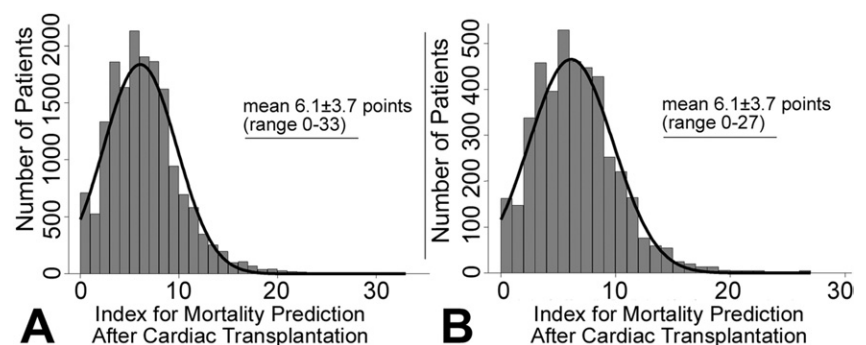 Number of Patients
2000
1500
1000
500
0
mean 6.1±3.7 points
(range 0-33)
0
10
20
30
Index for Mortality Prediction
After Cardiac Transplantation
A
Number of Patients
500
400
300
200
100
0
mean 6.1±3.7 points
(range 0-27)
0
10
20
30
Index for Mortality Prediction
After Cardiac Transplantation
B